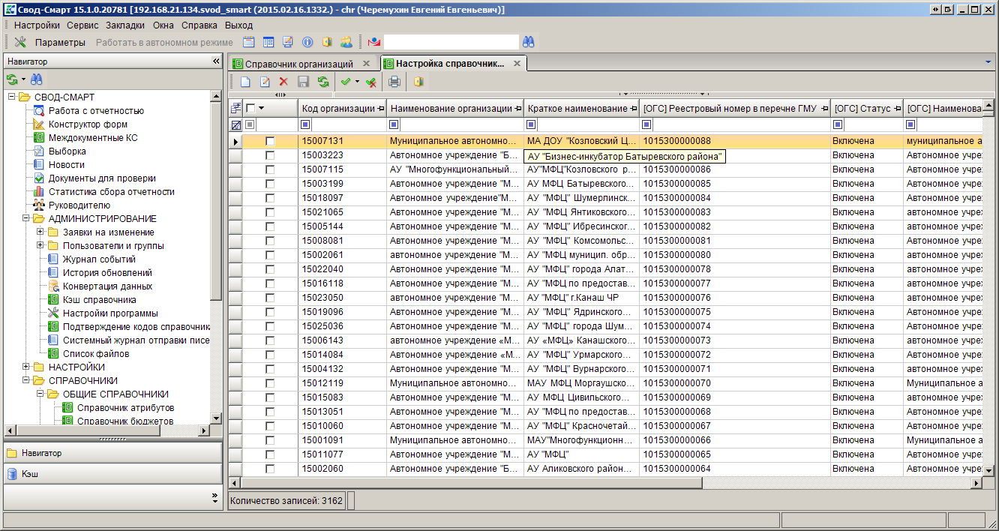 Свод-Смарт 15.1.0.20781 [192.168.21.134.svod_smart (2015.02.16.1332.) - chr (Черемухин Евгений Евгеньевич)]
Настройки Сервис Закладки Окна Справка Выход
Параметры Работать в автономном режиме
Навигатор
СВОД-СМАРТ
Работа с отчетностью
Конструктор форм
Междокументные КС
Выборка
Новости
Документы для проверки
Статистика сбора отчетности
Руководителю
АДМИНИСТРИРОВАНИЕ
Заявки на изменение
Пользователи и группы
Журнал событий
История обновлений
Конвертация данных
Кэш справочника
Настройки программы
Подтверждение кодов справочник
Системный журнал отправки писе
Список файлов
НАСТРОЙКИ
СПРАВОЧНИКИ
ОБЩИЕ СПРАВОЧНИКИ
Справочник атрибутов
Справочник бюджетов
Навигатор
Кэш
Справочник организаций Настройка справочник...
Код организации Наименование организации Краткое наименование [ОГС] Реестровый номер в перечне ГМУ [ОГС] Статус [ОГС] Наименова
15007131 Муниципальное автономно... МА ДОУ "Козловский Ц... 1015300000088 Включена муниципальное а
15003223 Автономное учреждение "Б... АУ "Бизнес-инкубатор Батыревского района" Включена Автономное учре
15007115 АУ "Многофункциональный... АУ"МФЦ"Козловского р... 1015300000086 Включена Автономное учре
15003199 Автономное учреждение "М... АУ МФЦ Батыревского... 1015300000085 Включена Автономное учре
15018097 Автономное учреждение"М... АУ "МФЦ" Шумерлинск... 1015300000084 Включена Автономное учре
15021065 Автономное учреждение "М... АУ "МФЦ Янтиковского... 1015300000083 Включена Автономное учре
15005144 Автономное учреждение "М... АУ "МФЦ" Ибресинског... 1015300000082 Включена Автономное учре
15008081 Автономное учреждение "М... АУ "МФЦ" Комсомольс... 1015300000081 Включена Автономное учре
15002061 автономное учреждение "М... АУ "МФЦ муницип. обр... 1015300000080 Включена автономное учре
15022040 Автономное учреждение "М... АУ "МФЦ" города Алат... 1015300000078 Включена Автономное учре
15016118 Автономное учреждение "М... АУ "МФЦ по предостав... 1015300000077 Включена Автономное учре
15023050 автономное учреждение "М... АУ "МФЦ" г.Канаш ЧР 1015300000076 Включена автономное учре
15019096 Автономное учреждение "М... АУ "МФЦ" Ядринского... 1015300000075 Включена Автономное учре
15025036 Автономное учреждение "М... АУ "МФЦ" города Шум... 1015300000074 Включена Автономное учре
15006143 автономное учреждение «М... АУ «МФЦ» Канашского... 1015300000073 Включена автономное учре
15014084 Автономное учреждение «М... АУ "МФЦ" Урмарского... 1015300000072 Включена автономное учре
15004132 Автономное учреждение "М... АУ "МФЦ" Вурнарского... 1015300000071 Включена автономное учре
15012119 Муниципальное автономно... МАУ МФЦ Моргаушско... 1015300000070 Включена Муниципальное а
15015083 Автономное учреждение "М... АУ МФЦ Цивильского... 1015300000069 Включена автономное учре
15013051 Автономное учреждение "М... АУ "МФЦ по предостав... 1015300000068 Включена Автономное учре
15010060 Автономное учреждение "М... АУ "МФЦ" Красночетай... 1015300000067 Включена Автономное учре
15001091 Муниципальное автономно... МАУ"Многофункционн... 1015300000066 Включена Муниципальное а
15011077 Автономное учреждение "М... АУ "МФЦ" 1015300000065 Включена Автономное учре
15002060 Автономное учреждение "Б... АУ Аликовского район... 1015300000064 Включена Автономное учре
Количество записей: 3162